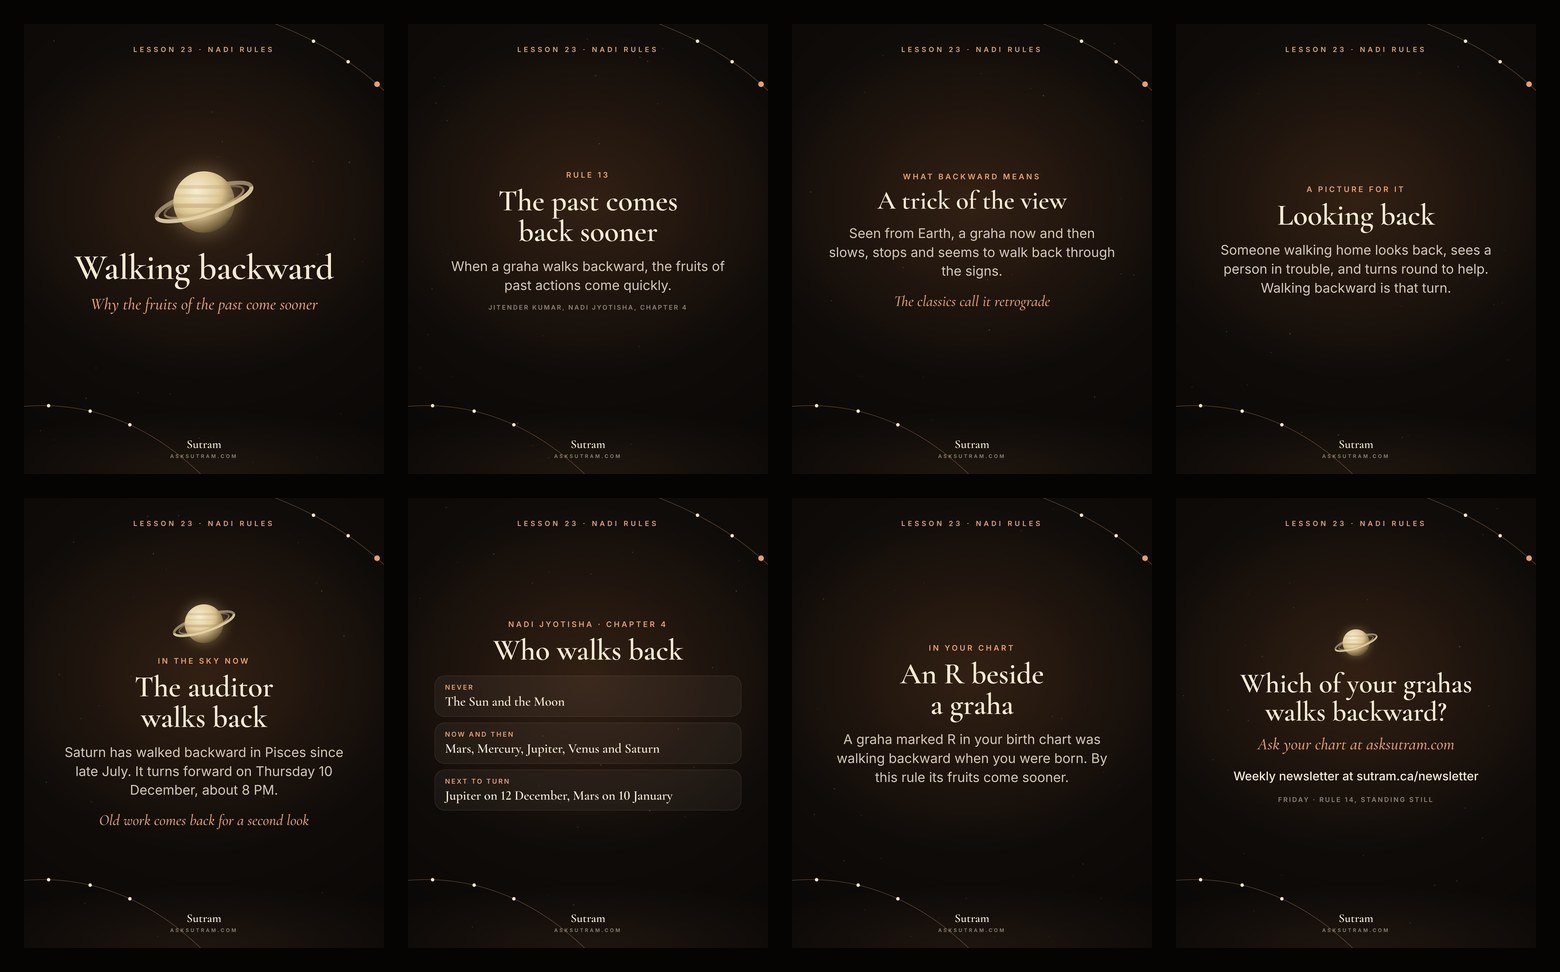 LESSON 23 · NADI RULES
Walking backward
Why the fruits of the past come sooner
Sutram
ASKSUTRAM.COM
LESSON 23 · NADI RULES
RULE 13
The past comes
back sooner
When a graha walks backward, the fruits of
past actions come quickly.
JITENDER KUMAR, NADI JYOTISHA, CHAPTER 4
Sutram
ASKSUTRAM.COM
LESSON 23 · NADI RULES
WHAT BACKWARD MEANS
A trick of the view
Seen from Earth, a graha now and then
slows, stops and seems to walk back through
the signs.
The classics call it retrograde
Sutram
ASKSUTRAM.COM
LESSON 23 · NADI RULES
A PICTURE FOR IT
Looking back
Someone walking home looks back, sees a
person in trouble, and turns round to help.
Walking backward is that turn.
Sutram
ASKSUTRAM.COM
LESSON 23 · NADI RULES
IN THE SKY NOW
The auditor
walks back
Saturn has walked backward in Pisces since
late July. It turns forward on Thursday 10
December, about 8 PM.
Old work comes back for a second look
Sutram
ASKSUTRAM.COM
LESSON 23 · NADI RULES
NADI JYOTISHA · CHAPTER 4
Who walks back
NEVER
The Sun and the Moon
NOW AND THEN
Mars, Mercury, Jupiter, Venus and Saturn
NEXT TO TURN
Jupiter on 12 December, Mars on 10 January
Sutram
ASKSUTRAM.COM
LESSON 23 · NADI RULES
IN YOUR CHART
An R beside
a graha
A graha marked R in your birth chart was
walking backward when you were born. By
this rule its fruits come sooner.
Sutram
ASKSUTRAM.COM
LESSON 23 · NADI RULES
Which of your grahas
walks backward?
Ask your chart at asksutram.com
Weekly newsletter at sutram.ca/newsletter
FRIDAY · RULE 14, STANDING STILL
Sutram
ASKSUTRAM.COM